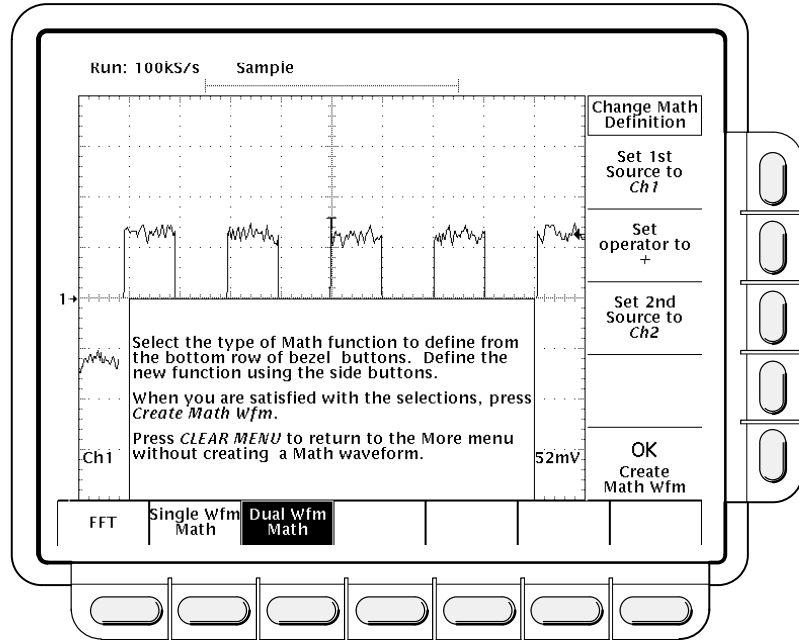 Run: 100kS/s Sample
Change Math
Definition
Set 1st
Source to
Ch1
Set
operator to
+
Set 2nd
Source to
Ch2
OK
Create
Math Wfm
T
1
Select the type of Math function to define from
the bottom row of bezel buttons. Define the
new function using the side buttons.
When you are satisfied with the selections, press
Create Math Wfm.
Press CLEAR MENU to return to the More menu
without creating a Math waveform.
Ch1
52mV
FFT
Single Wfm
Math
Dual Wfm
Math